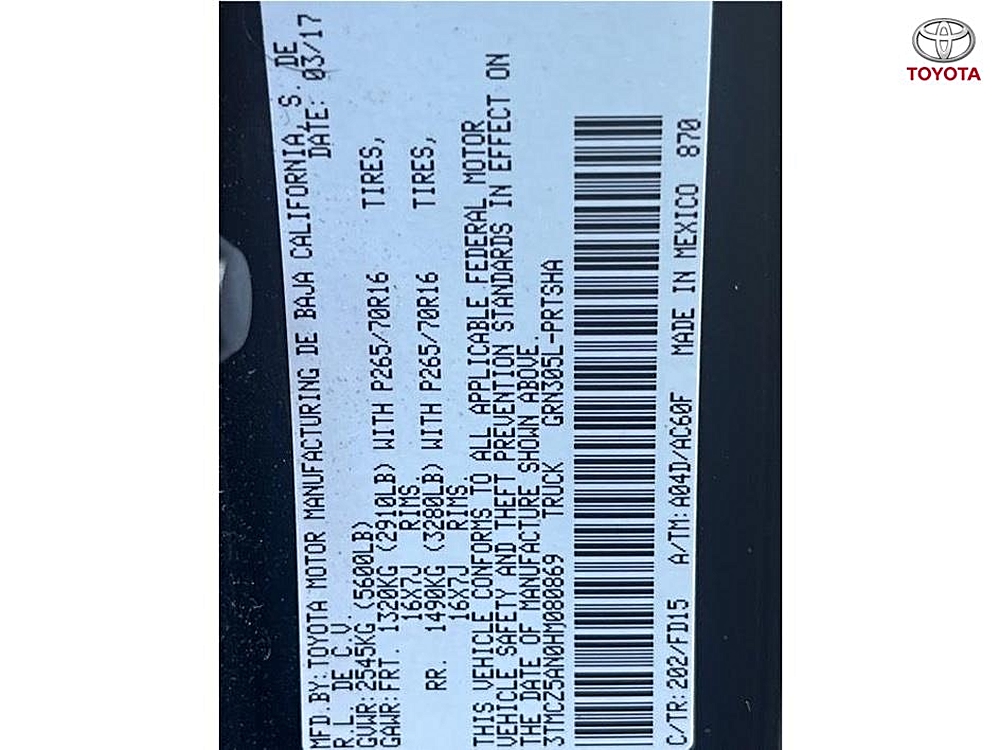 MFD.BY:TOYOTA MOTOR MANUFACTURING DE BAJA CALIFORNIA, S. DE
R.L. DE C.V. DATE: 03/17
GVWR:2545KG (5600LB)
GAWR:FRT. 1320KG (2910LB) WITH P265/70R16 TIRES,
16X7J RIMS.
RR. 1490KG (3280LB) WITH P265/70R16 TIRES,
16X7J RIMS.
THIS VEHICLE CONFORMS TO ALL APPLICABLE FEDERAL MOTOR
VEHICLE SAFETY AND THEFT PREVENTION STANDARDS IN EFFECT ON
THE DATE OF MANUFACTURE SHOWN ABOVE.
3TMCZ5AN0HM080869 TRUCK GRN305L-PRTSHA
C/TR:202/FD15 A/TM:A04D/AC60F MADE IN MEXICO 870
TOYOTA